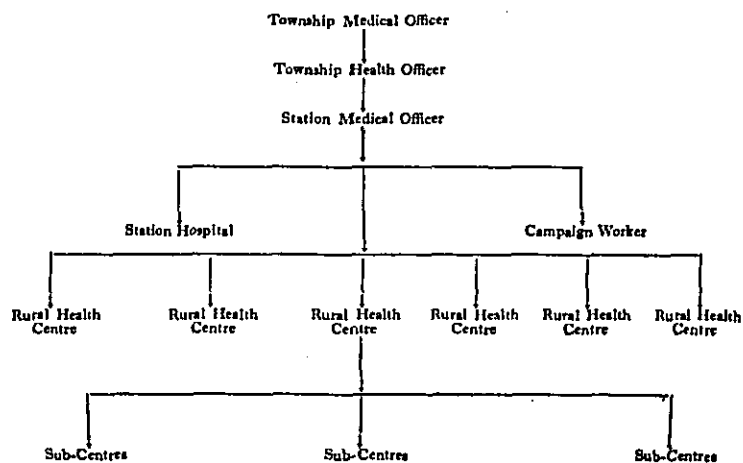 Township Medical Officer
Township Health Officer
Station Medical Officer
Station Hospital
Campaign Worker
Rural Health
Centre
Rural Health
Centre
Rural Health
Centre
Rural Health
Centre
Rural Health
Centre
Rural Health
Centre
Sub-Centres
Sub-Centres
Sub-Centres